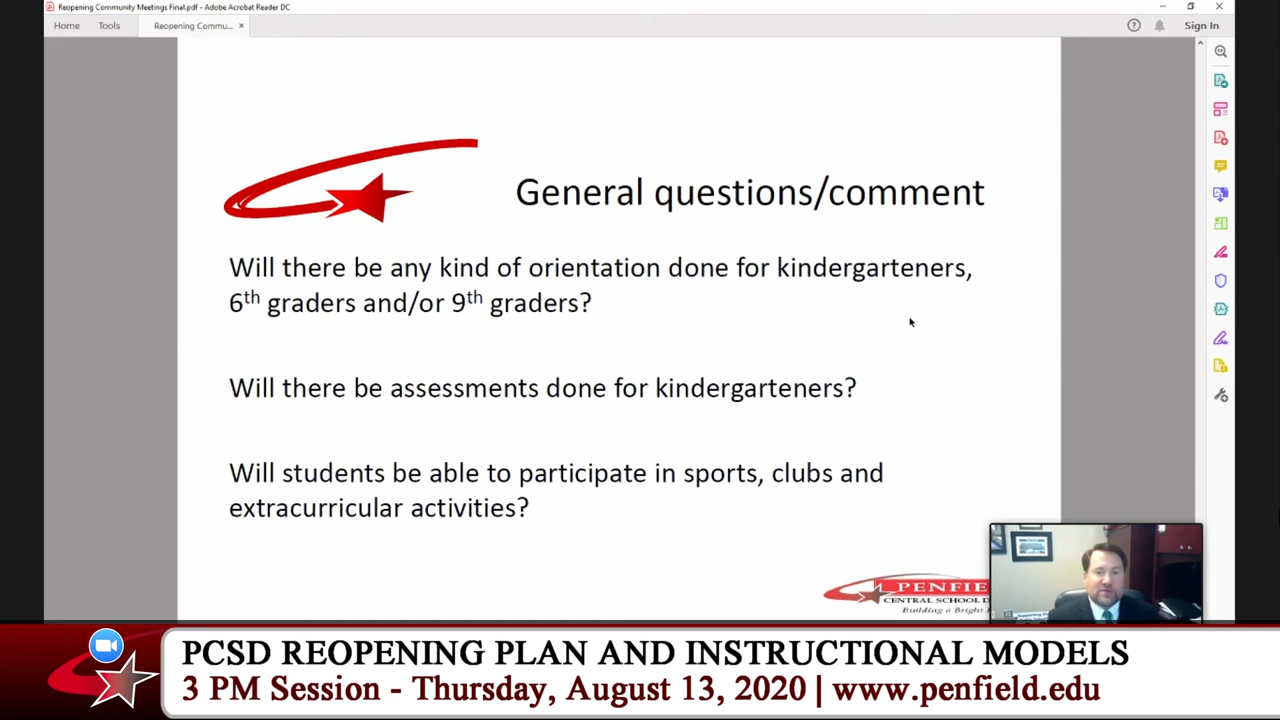 Reopening Community Meetings Final.pdf - Adobe Acrobat Reader DC
Home Tools Reopening Commu... × Sign In
General questions/comment
Will there be any kind of orientation done for kindergarteners,
6th graders and/or 9th graders?
Will there be assessments done for kindergarteners?
Will students be able to participate in sports, clubs and
extracurricular activities?
PENFIE
CENTRAL SCHOOL D
Building a Bright
PCSD REOPENING PLAN AND INSTRUCTIONAL MODELS
3 PM Session - Thursday, August 13, 2020 | www.penfield.edu